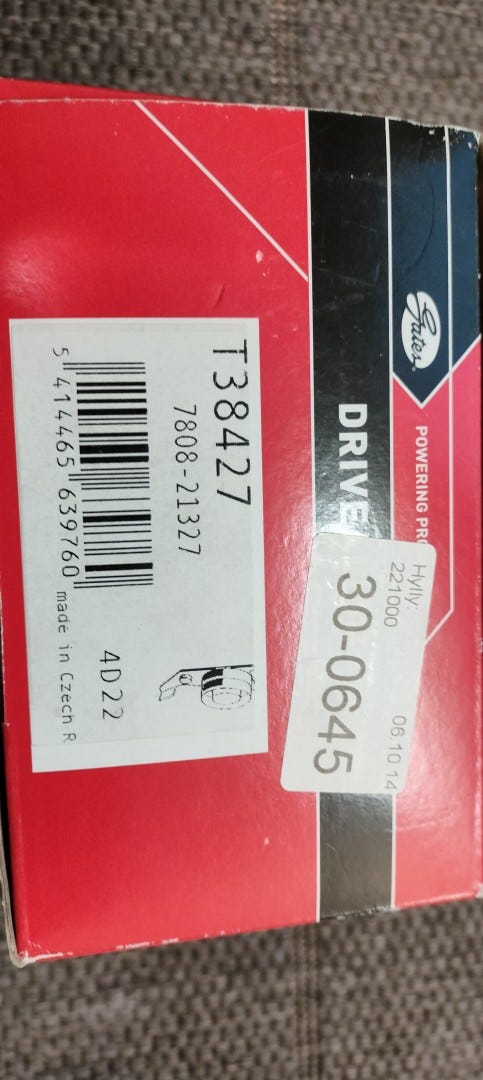 Gates®
POWERING PRO
DRIVE
Hylly:
221000
06.10.14
30-0645
T38427
7808-21327
5 414465 639760
4D22
made in Czech R